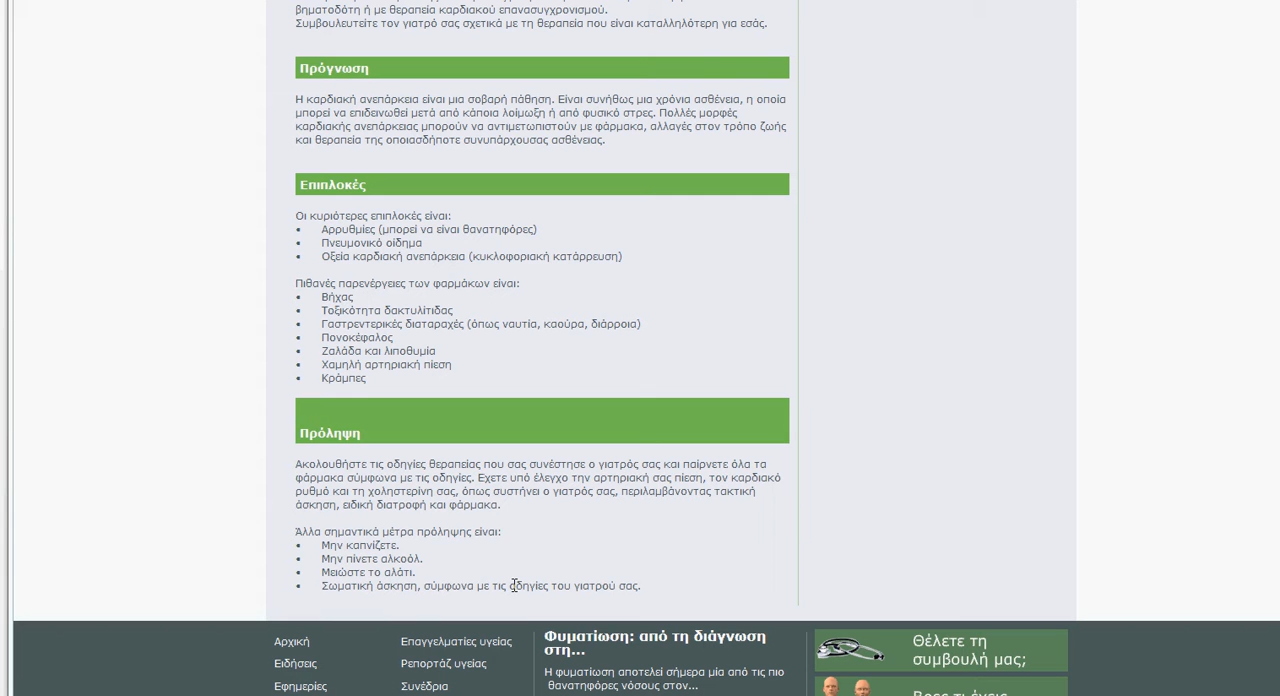 βηματοδότη ή με θεραπεία καρδιακού επανασυγχρονισμού.
Συμβουλευτείτε τον γιατρό σας σχετικά με τη θεραπεία που είναι καταλληλότερη για εσάς.
Πρόγνωση
Η καρδιακή ανεπάρκεια είναι μια σοβαρή πάθηση. Είναι συνήθως μια χρόνια ασθένεια, η οποία
μπορεί να επιδεινωθεί μετά από κάποια λοίμωξη ή από φυσικό στρες. Πολλές μορφές
καρδιακής ανεπάρκειας μπορούν να αντιμετωπιστούν με φάρμακα, αλλαγές στον τρόπο ζωής
και θεραπεία της οποιασδήποτε συνυπάρχουσας ασθένειας.
Επιπλοκές
Οι κυριότερες επιπλοκές είναι:
• Αρρυθμίες (μπορεί να είναι θανατηφόρες)
• Πνευμονικό οίδημα
• Οξεία καρδιακή ανεπάρκεια (κυκλοφοριακή κατάρρευση)
Πιθανές παρενέργειες των φαρμάκων είναι:
• Βήχας
• Τοξικότητα δακτυλίτιδας
• Γαστρεντερικές διαταραχές (όπως ναυτία, καούρα, διάρροια)
• Πονοκέφαλος
• Ζαλάδα και λιποθυμία
• Χαμηλή αρτηριακή πίεση
• Κράμπες
Πρόληψη
Ακολουθήστε τις οδηγίες θεραπείας που σας συνέστησε ο γιατρός σας και παίρνετε όλα τα
φάρμακα σύμφωνα με τις οδηγίες. Εχετε υπό έλεγχο την αρτηριακή σας πίεση, τον καρδιακό
ρυθμό και τη χοληστερίνη σας, όπως συστήνει ο γιατρός σας, περιλαμβάνοντας τακτική
άσκηση, ειδική διατροφή και φάρμακα.
Άλλα σημαντικά μέτρα πρόληψης είναι:
• Μην καπνίζετε.
• Μην πίνετε αλκοόλ.
• Μειώστε το αλάτι.
• Σωματική άσκηση, σύμφωνα με τις οδηγίες του γιατρού σας.
Αρχική
Ειδήσεις
Εφημερίες
Επαγγελματίες υγείας
Ρεπορτάζ υγείας
Συνέδρια
Φυματίωση: από τη διάγνωση
στη...
Η φυματίωση αποτελεί σήμερα μία από τις πιο
θανατηφόρες νόσους στον...
Θέλετε τη
συμβουλή μας;